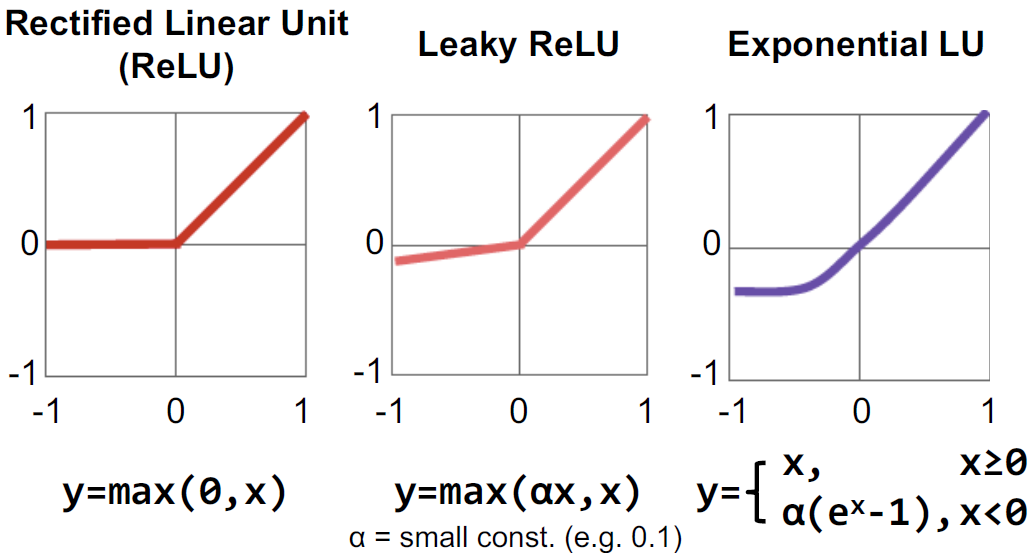 Rectified Linear Unit
(ReLU)
1
0
-1
-1 0 1
y=max(0,x)
Leaky ReLU
1
0
-1
-1 0 1
y=max(αx,x)
α = small const. (e.g. 0.1)
Exponential LU
1
0
-1
-1 0 1
y={ x, x≥0
α(eˣ-1),x<0